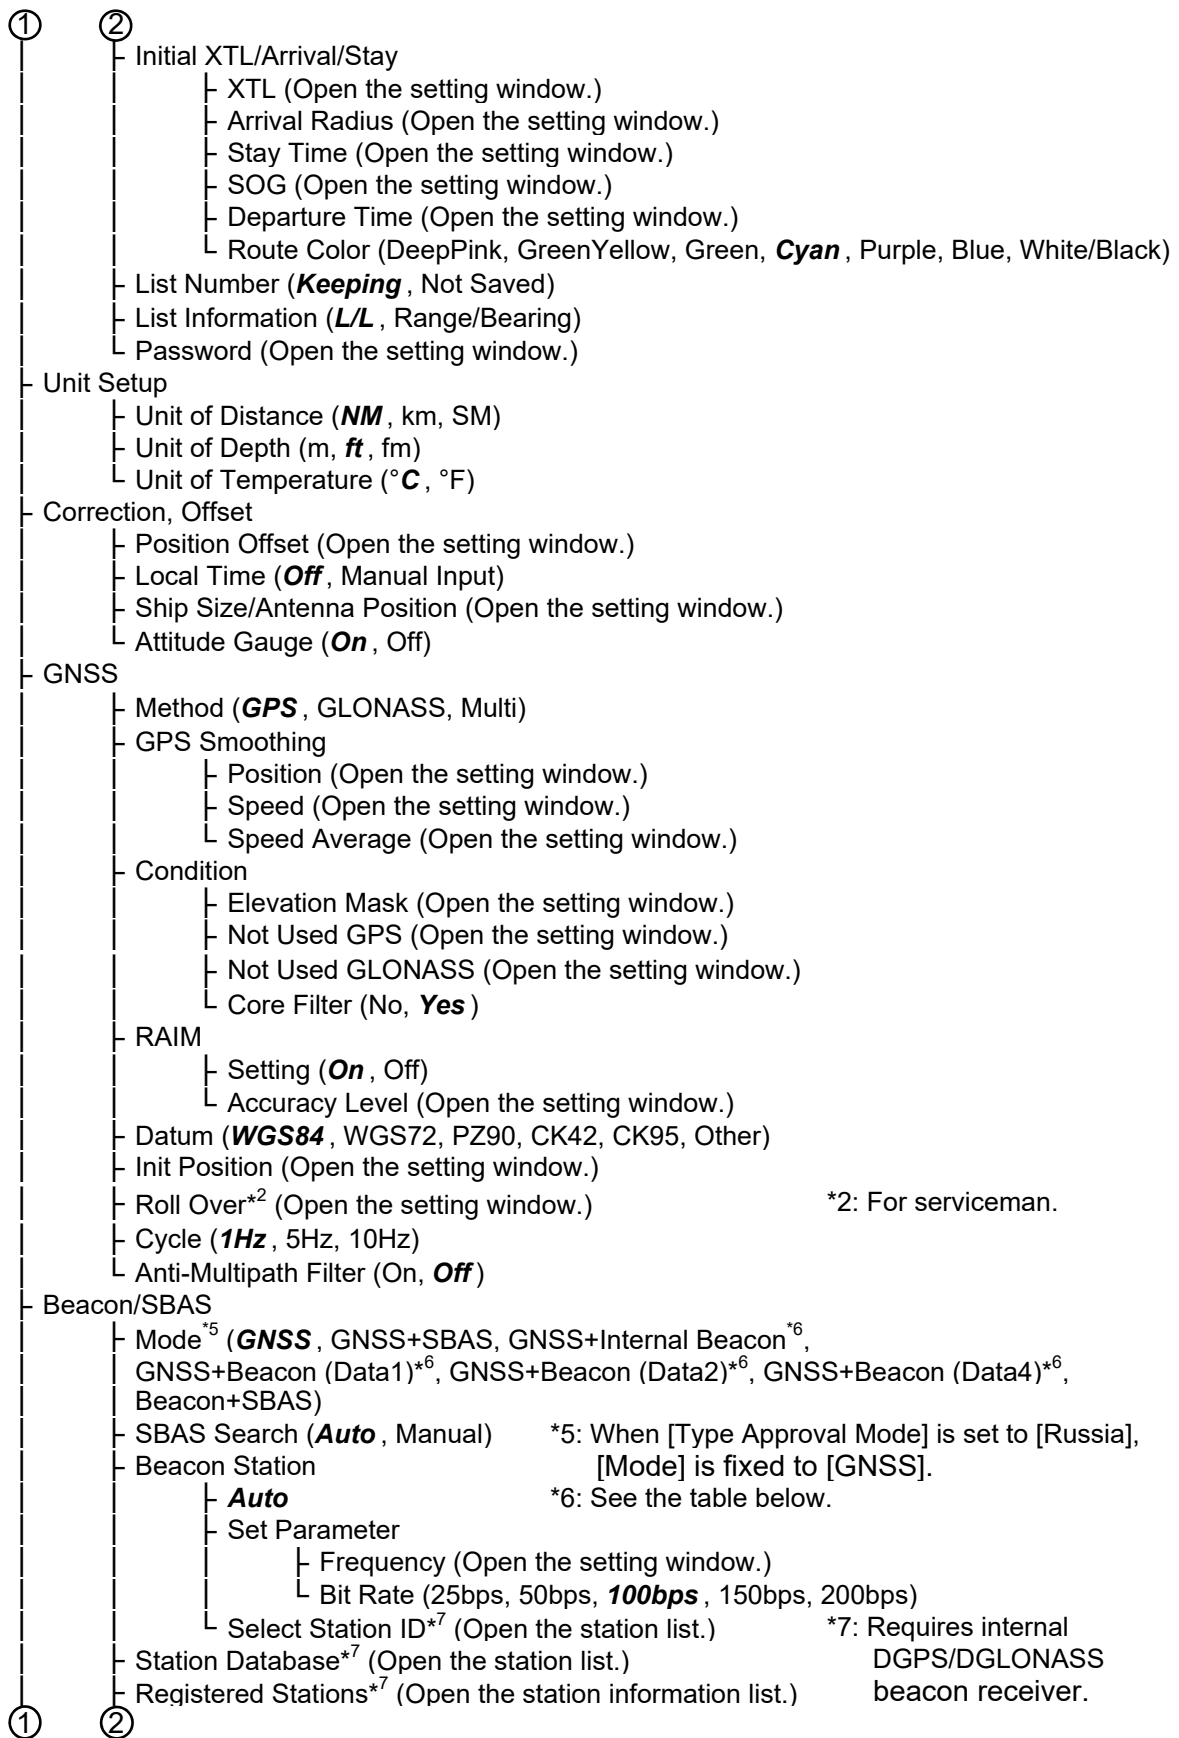 ① ②
Initial XTL/Arrival/Stay
XTL (Open the setting window.)
Arrival Radius (Open the setting window.)
Stay Time (Open the setting window.)
SOG (Open the setting window.)
Departure Time (Open the setting window.)
Route Color (DeepPink, GreenYellow, Green, Cyan, Purple, Blue, White/Black)
List Number (Keeping, Not Saved)
List Information (L/L, Range/Bearing)
Password (Open the setting window.)
Unit Setup
Unit of Distance (NM, km, SM)
Unit of Depth (m, ft, fm)
Unit of Temperature (°C, °F)
Correction, Offset
Position Offset (Open the setting window.)
Local Time (Off, Manual Input)
Ship Size/Antenna Position (Open the setting window.)
Attitude Gauge (On, Off)
GNSS
Method (GPS, GLONASS, Multi)
GPS Smoothing
Position (Open the setting window.)
Speed (Open the setting window.)
Speed Average (Open the setting window.)
Condition
Elevation Mask (Open the setting window.)
Not Used GPS (Open the setting window.)
Not Used GLONASS (Open the setting window.)
Core Filter (No, Yes)
RAIM
Setting (On, Off)
Accuracy Level (Open the setting window.)
Datum (WGS84, WGS72, PZ90, CK42, CK95, Other)
Init Position (Open the setting window.)
Roll Over*2 (Open the setting window.) *2: For serviceman.
Cycle (1Hz, 5Hz, 10Hz)
Anti-Multipath Filter (On, Off)
Beacon/SBAS
Mode*5 (GNSS, GNSS+SBAS, GNSS+Internal Beacon*6,
GNSS+Beacon (Data1)*6, GNSS+Beacon (Data2)*6, GNSS+Beacon (Data4)*6,
Beacon+SBAS)
SBAS Search (Auto, Manual) *5: When [Type Approval Mode] is set to [Russia],
Beacon Station [Mode] is fixed to [GNSS].
Auto *6: See the table below.
Set Parameter
Frequency (Open the setting window.)
Bit Rate (25bps, 50bps, 100bps, 150bps, 200bps)
Select Station ID*7 (Open the station list.) *7: Requires internal
Station Database*7 (Open the station list.) DGPS/DGLONASS
Registered Stations*7 (Open the station information list.) beacon receiver.
① ②